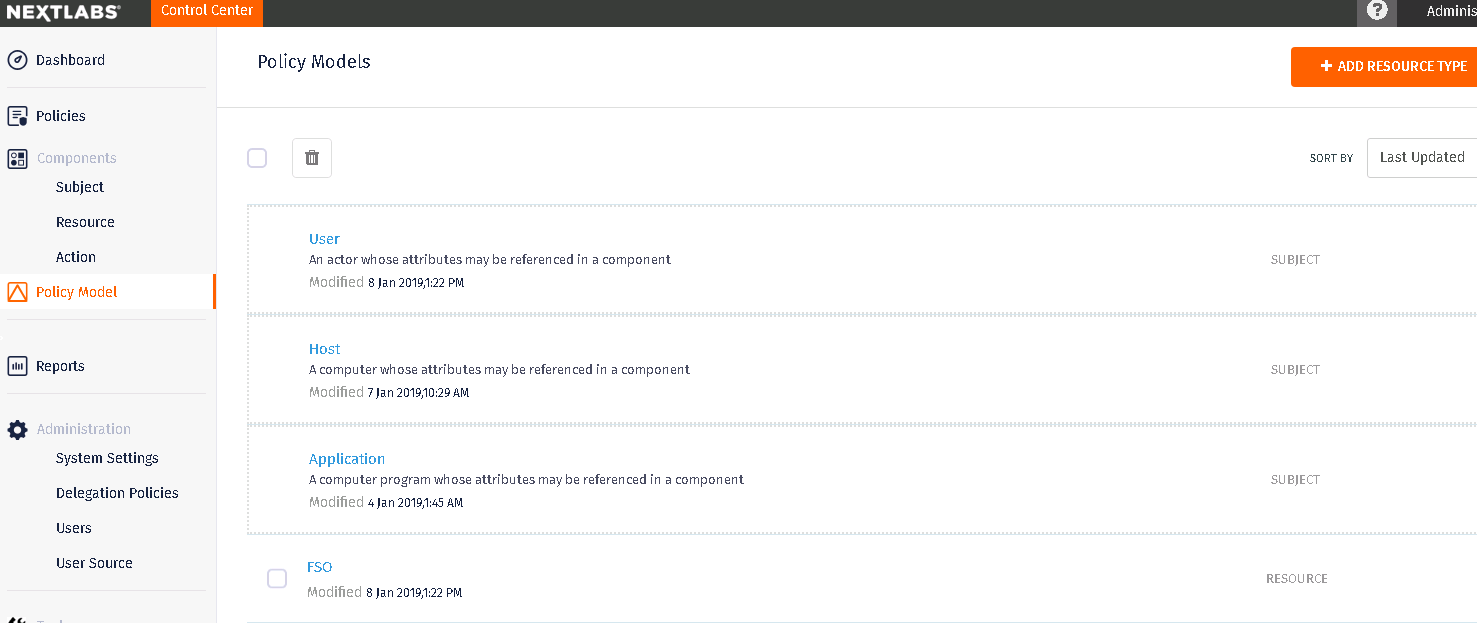 NEXTLABS®
Control Center
?
Adminis
Dashboard
Policies
Components
Subject
Resource
Action
Policy Model
Reports
Administration
System Settings
Delegation Policies
Users
User Source
Policy Models
+ ADD RESOURCE TYPE
SORT BY
Last Updated
User
An actor whose attributes may be referenced in a component
Modified 8 Jan 2019,1:22 PM
SUBJECT
Host
A computer whose attributes may be referenced in a component
Modified 7 Jan 2019,10:29 AM
SUBJECT
Application
A computer program whose attributes may be referenced in a component
Modified 4 Jan 2019,1:45 AM
SUBJECT
FSO
Modified 8 Jan 2019,1:22 PM
RESOURCE